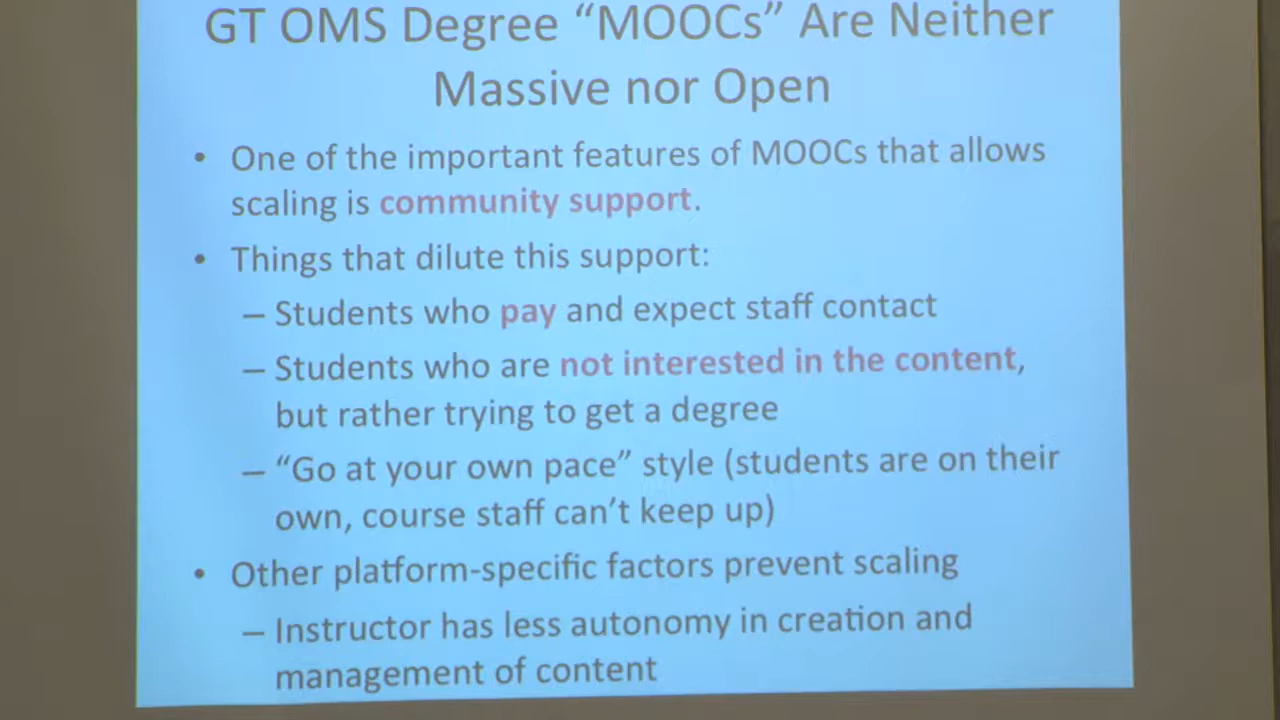 GT OMS Degree “MOOCs” Are Neither
Massive nor Open
• One of the important features of MOOCs that allows
scaling is community support.
• Things that dilute this support:
– Students who pay and expect staff contact
– Students who are not interested in the content,
but rather trying to get a degree
– “Go at your own pace” style (students are on their
own, course staff can’t keep up)
• Other platform-specific factors prevent scaling
– Instructor has less autonomy in creation and
management of content